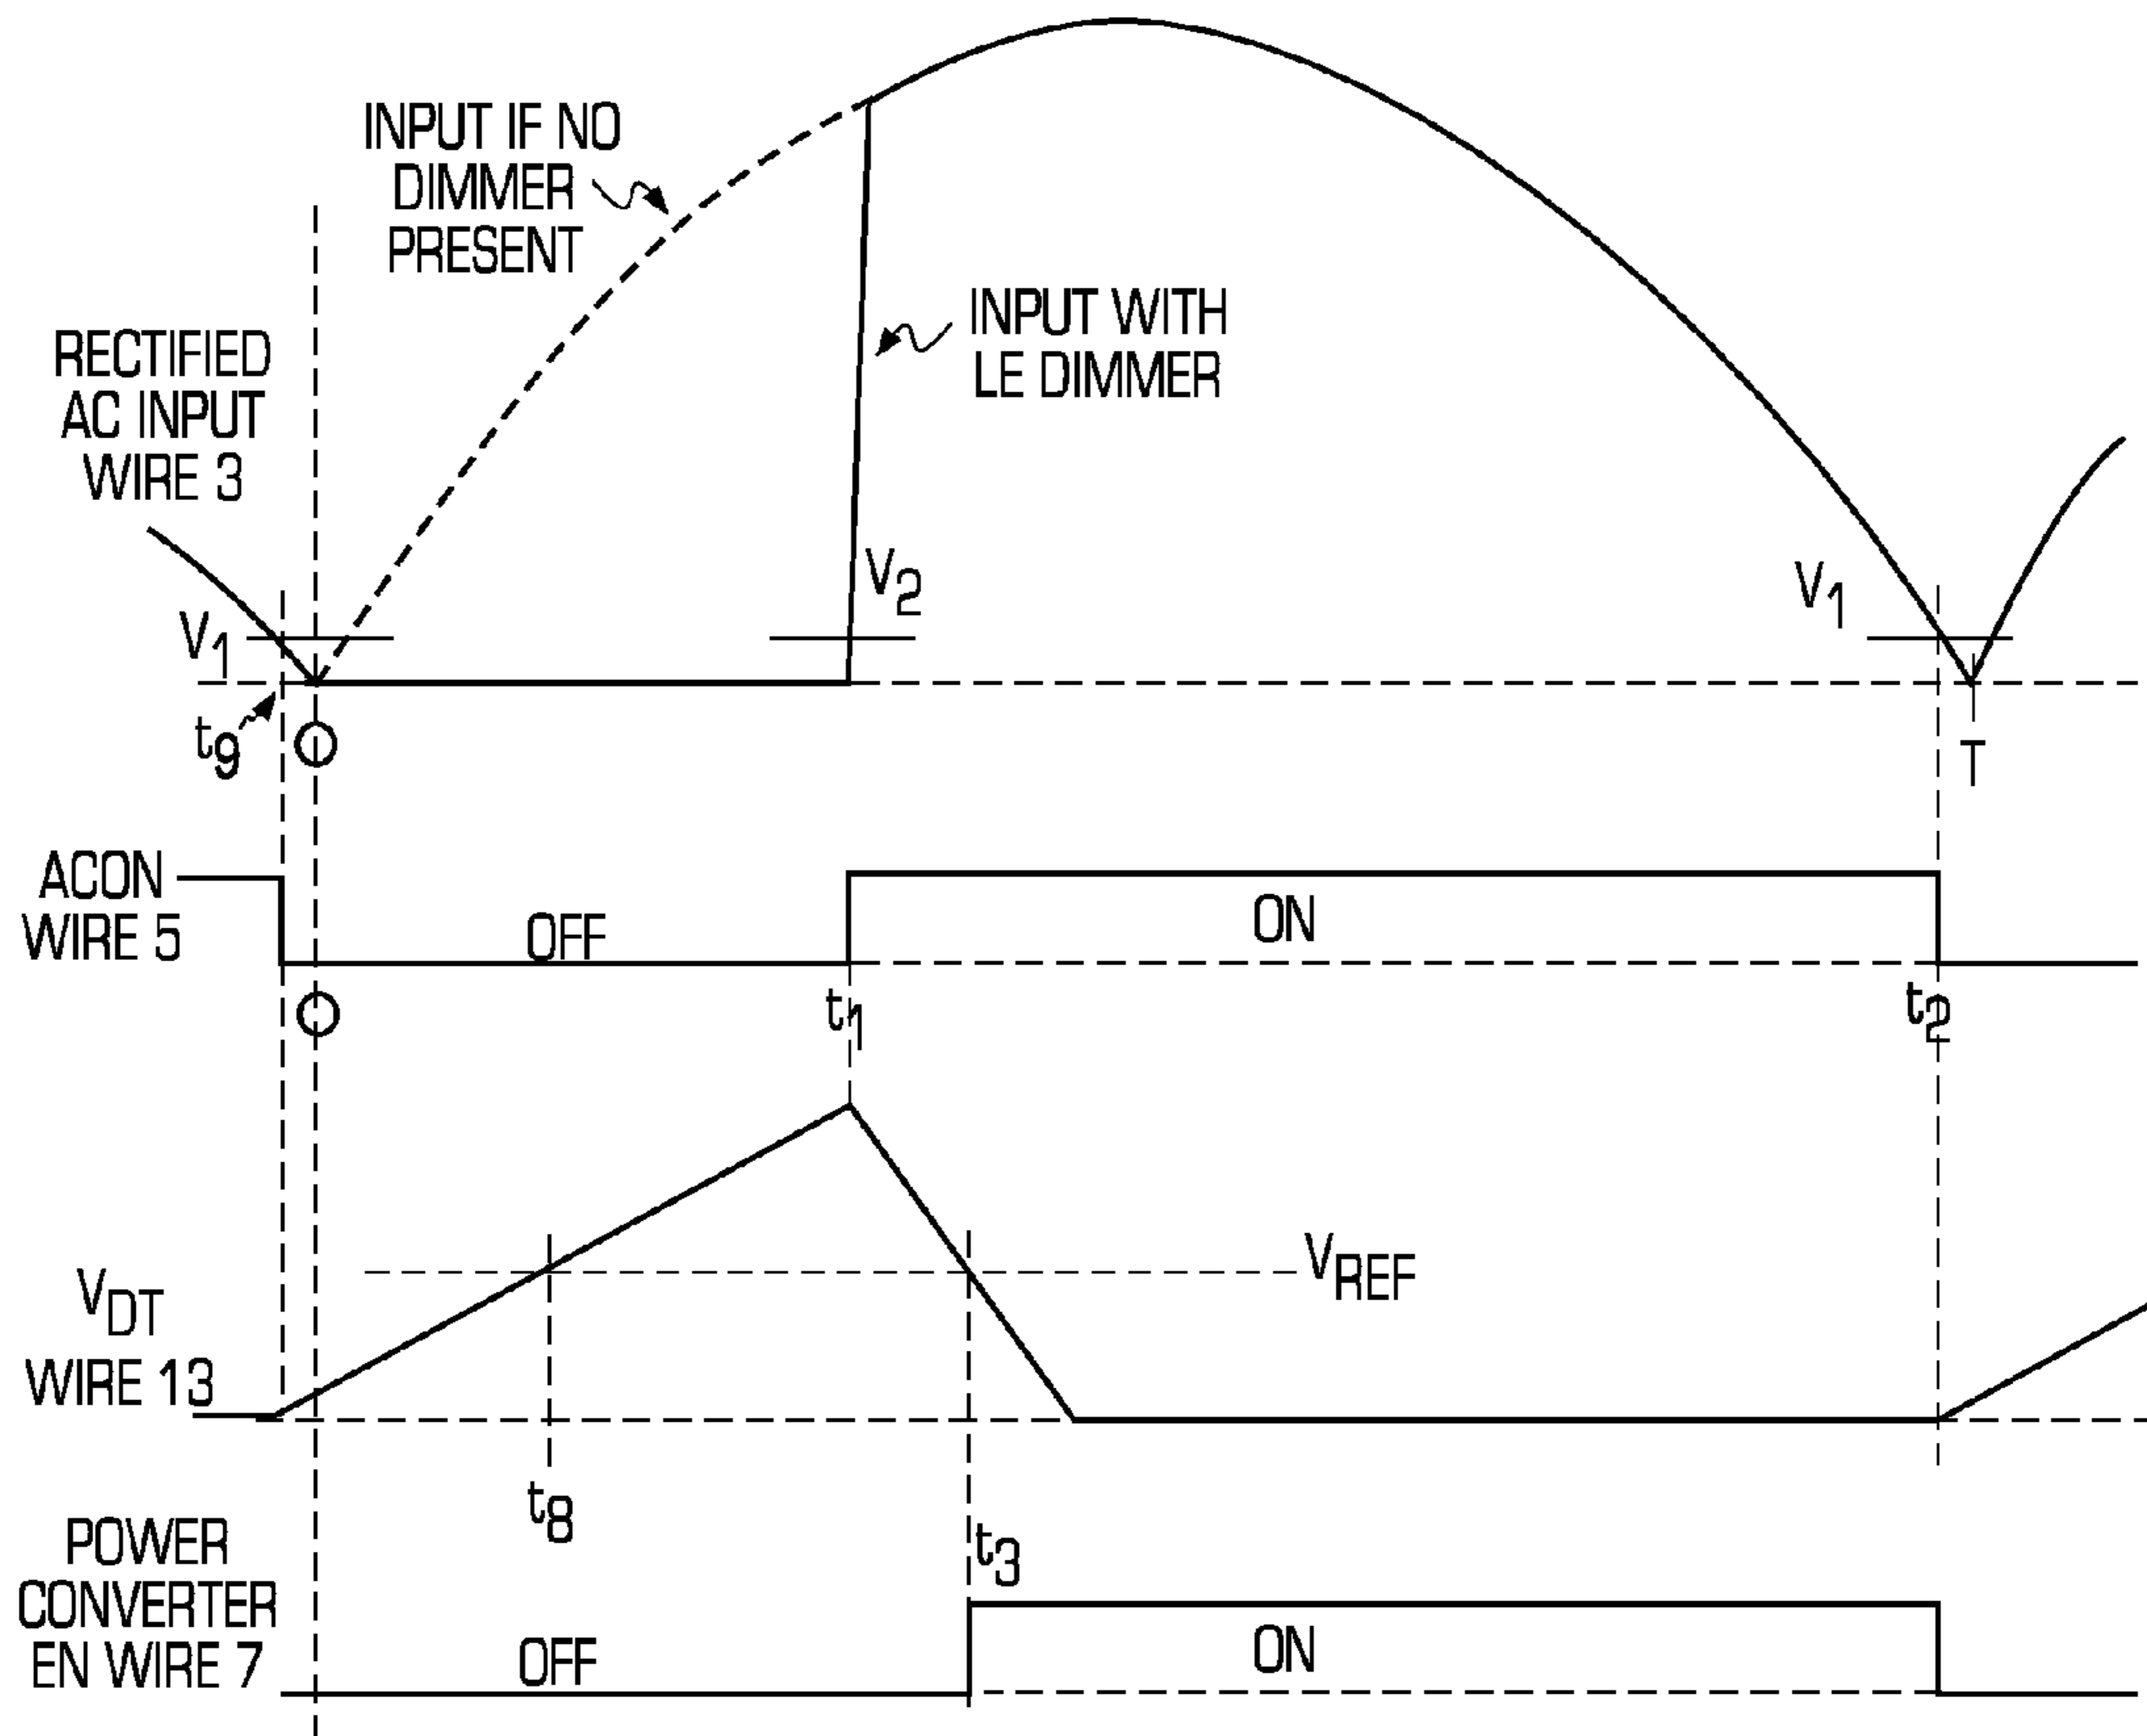 INPUT IF NO
DIMMER
PRESENT
INPUT WITH
LE DIMMER
RECTIFIED
AC INPUT
WIRE 3
V2
V1
V1
t9
O
T
ACON
WIRE 5
OFF
ON
O
t1
t2
VREF
VDT
WIRE 13
t8
t3
POWER
CONVERTER
EN WIRE 7
OFF
ON